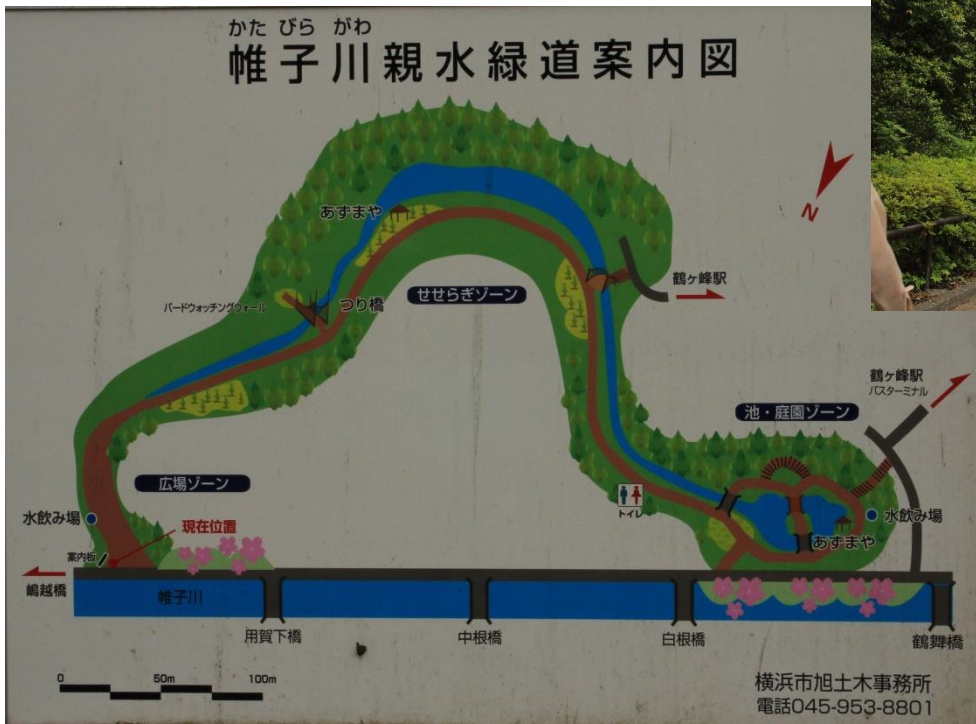 かた びら がわ
帷子川親水緑道案内図
N
あずまや
バードウォッチングウォール
つり橋
せせらぎゾーン
鶴ヶ峰駅
鶴ヶ峰駅
バスターミナル
池・庭園ゾーン
広場ゾーン
トイレ
水飲み場
水飲み場
現在位置
あずまや
案内板
嶋越橋
帷子川
用賀下橋
中根橋
白根橋
鶴舞橋
0 50m 100m
横浜市旭土木事務所
電話045-953-8801